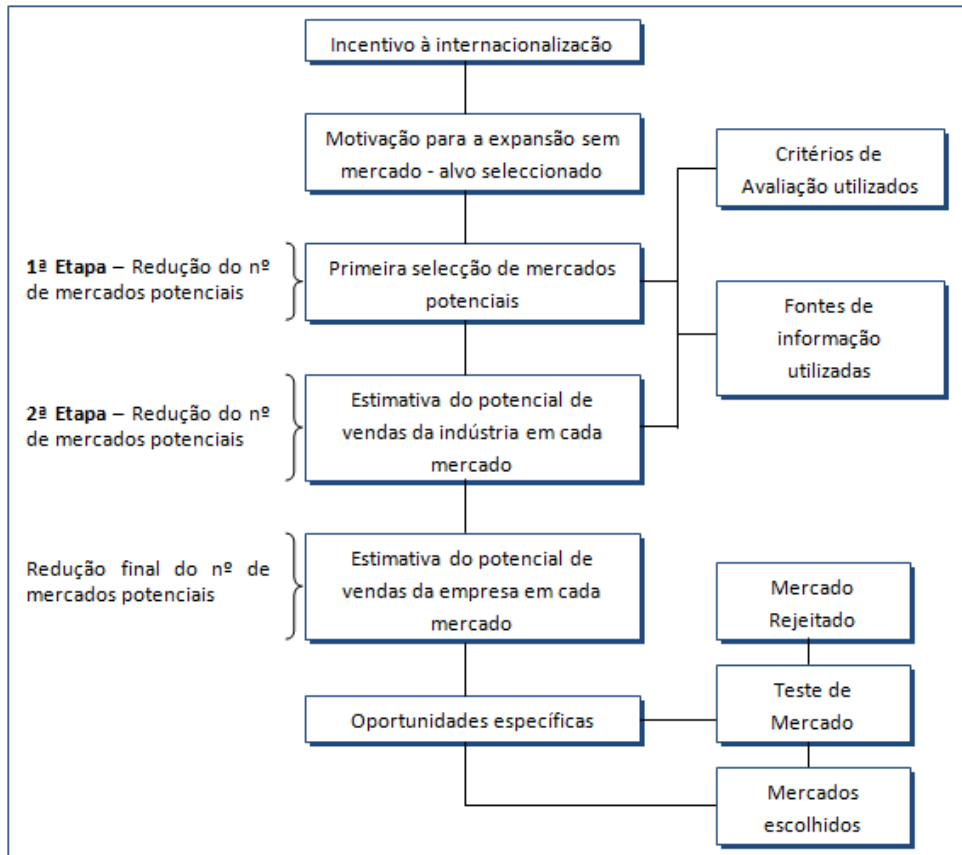 Incentivo à internacionalizacão
Motivação para a expansão sem
mercado - alvo seleccionado
Critérios de
Avaliação utilizados
1ª Etapa – Redução do nº
de mercados potenciais
Primeira selecção de mercados
potenciais
Fontes de
informação
utilizadas
2ª Etapa – Redução do nº
de mercados potenciais
Estimativa do potencial de
vendas da indústria em cada
mercado
Redução final do nº de
mercados potenciais
Estimativa do potencial de
vendas da empresa em cada
mercado
Mercado
Rejeitado
Oportunidades específicas
Teste de
Mercado
Mercados
escolhidos